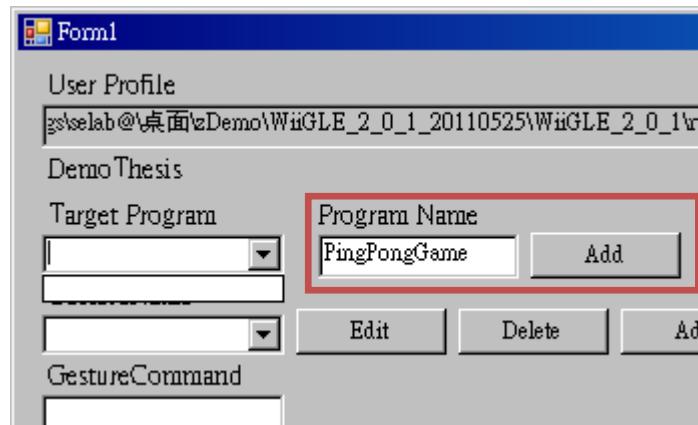 Form1
User Profile
gs\selab@\桌面\zDemo\WiiGLE_2_0_1_20110525\WiiGLE_2_0_1\r
DemoThesis
Target Program Program Name
PingPongGame Add
Edit Delete Ad
GestureCommand